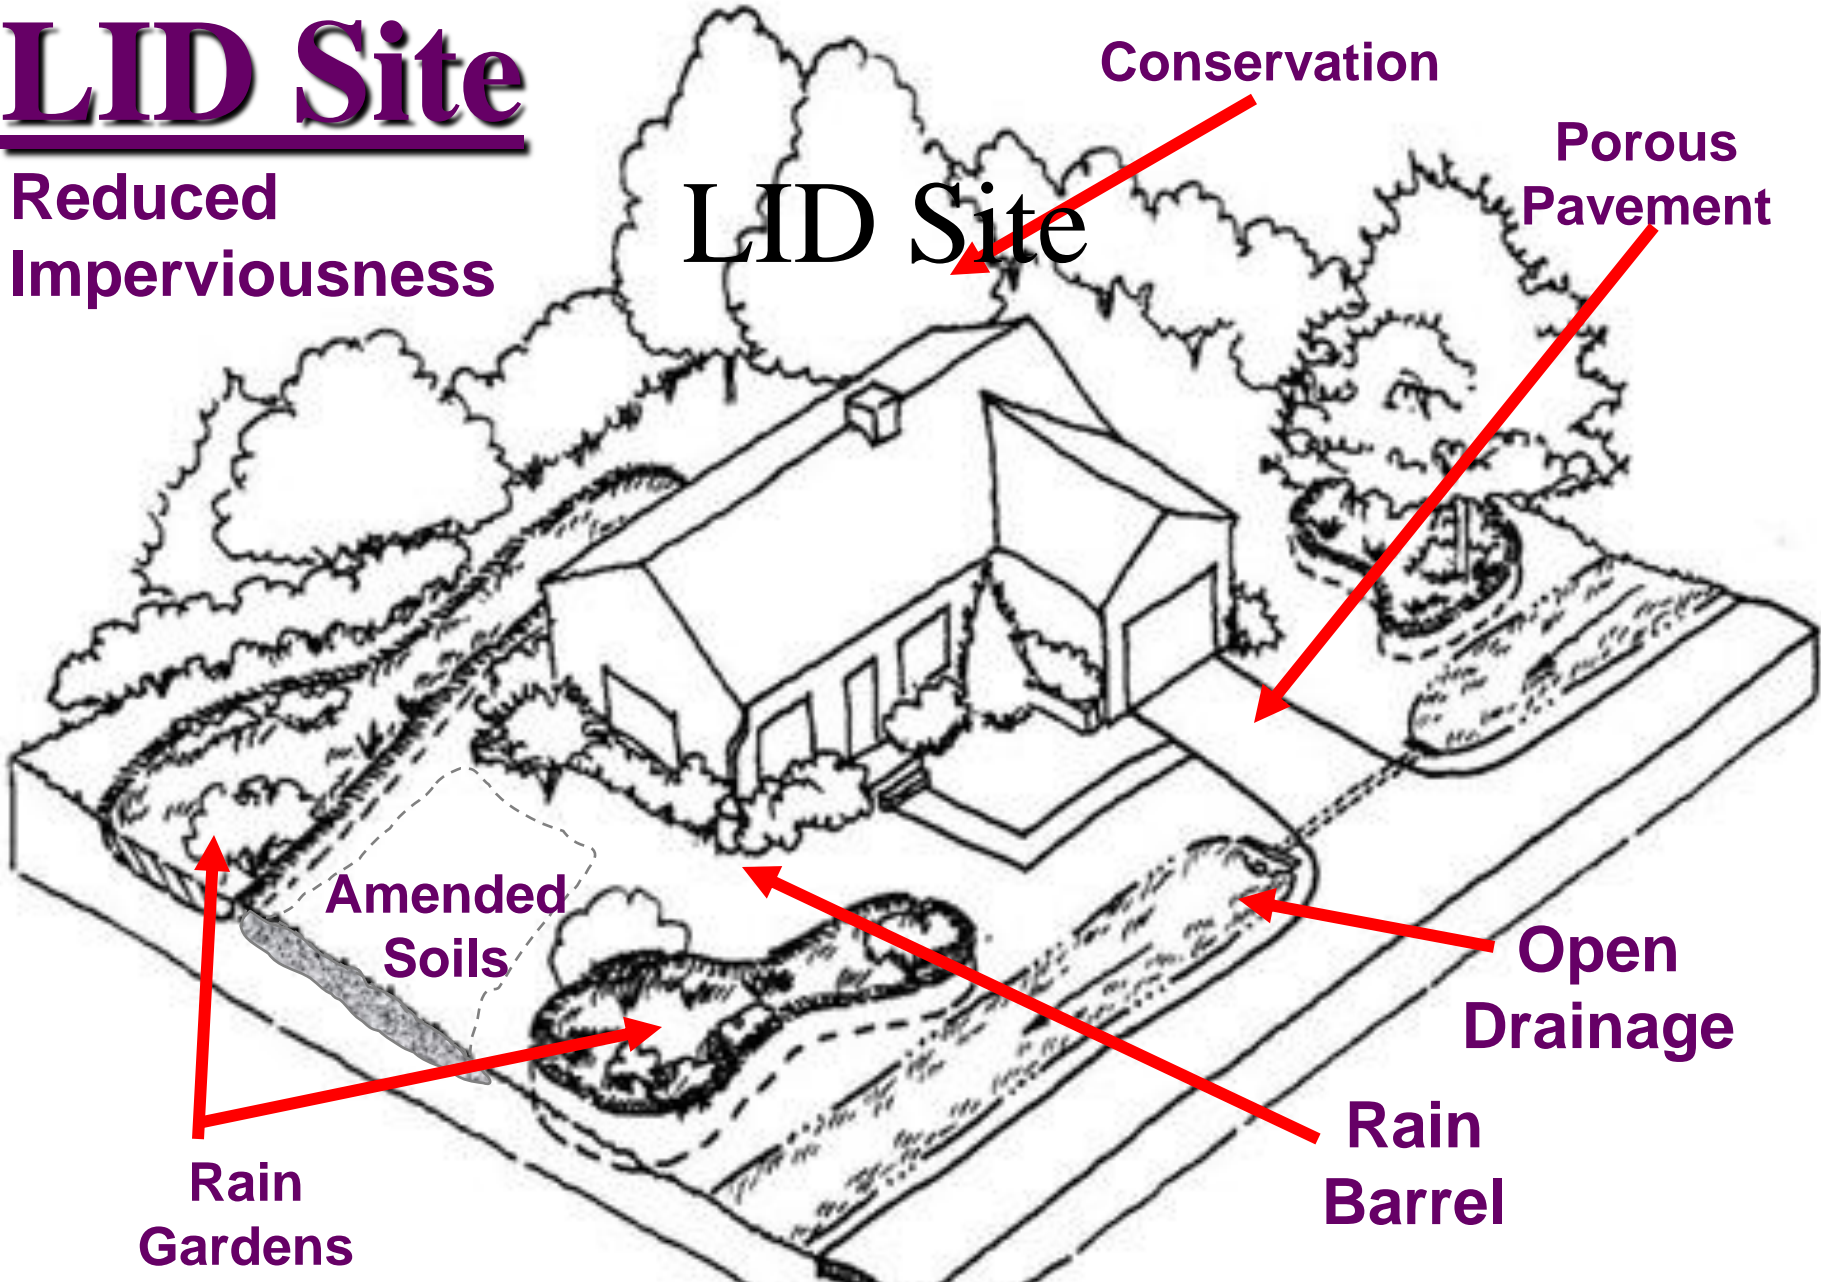 LID Site
Reduced
Imperviousness
LID Site
Conservation
Porous
Pavement
Amended
Soils
Open
Drainage
Rain
Barrel
Rain
Gardens